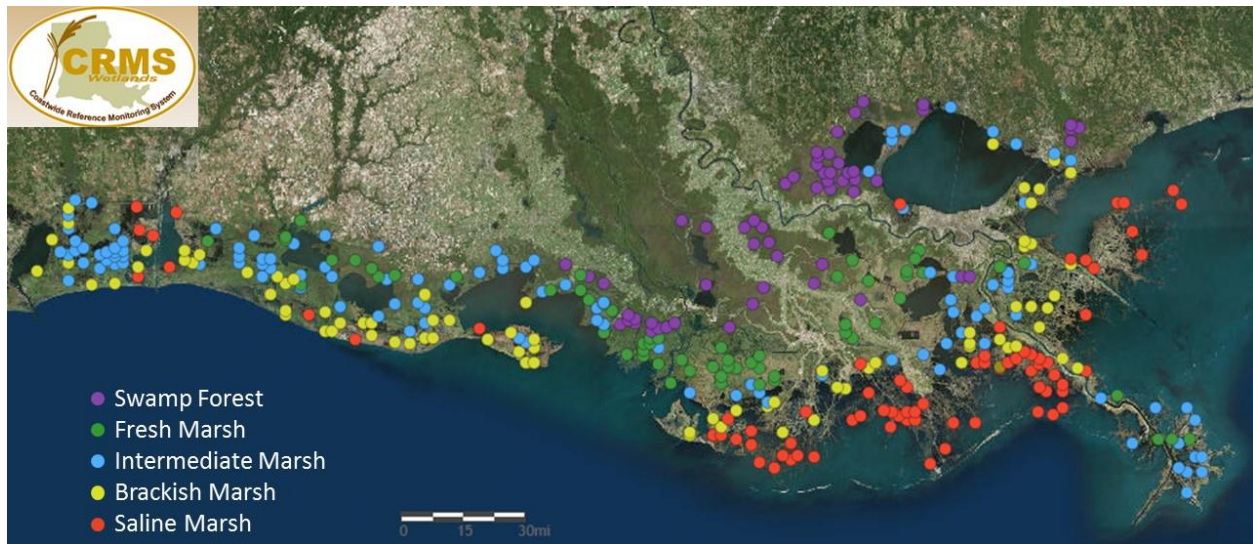 CRMS
Wetlands
Coastwide Reference Monitoring System
Swamp Forest
Fresh Marsh
Intermediate Marsh
Brackish Marsh
Saline Marsh
0 15 30mi